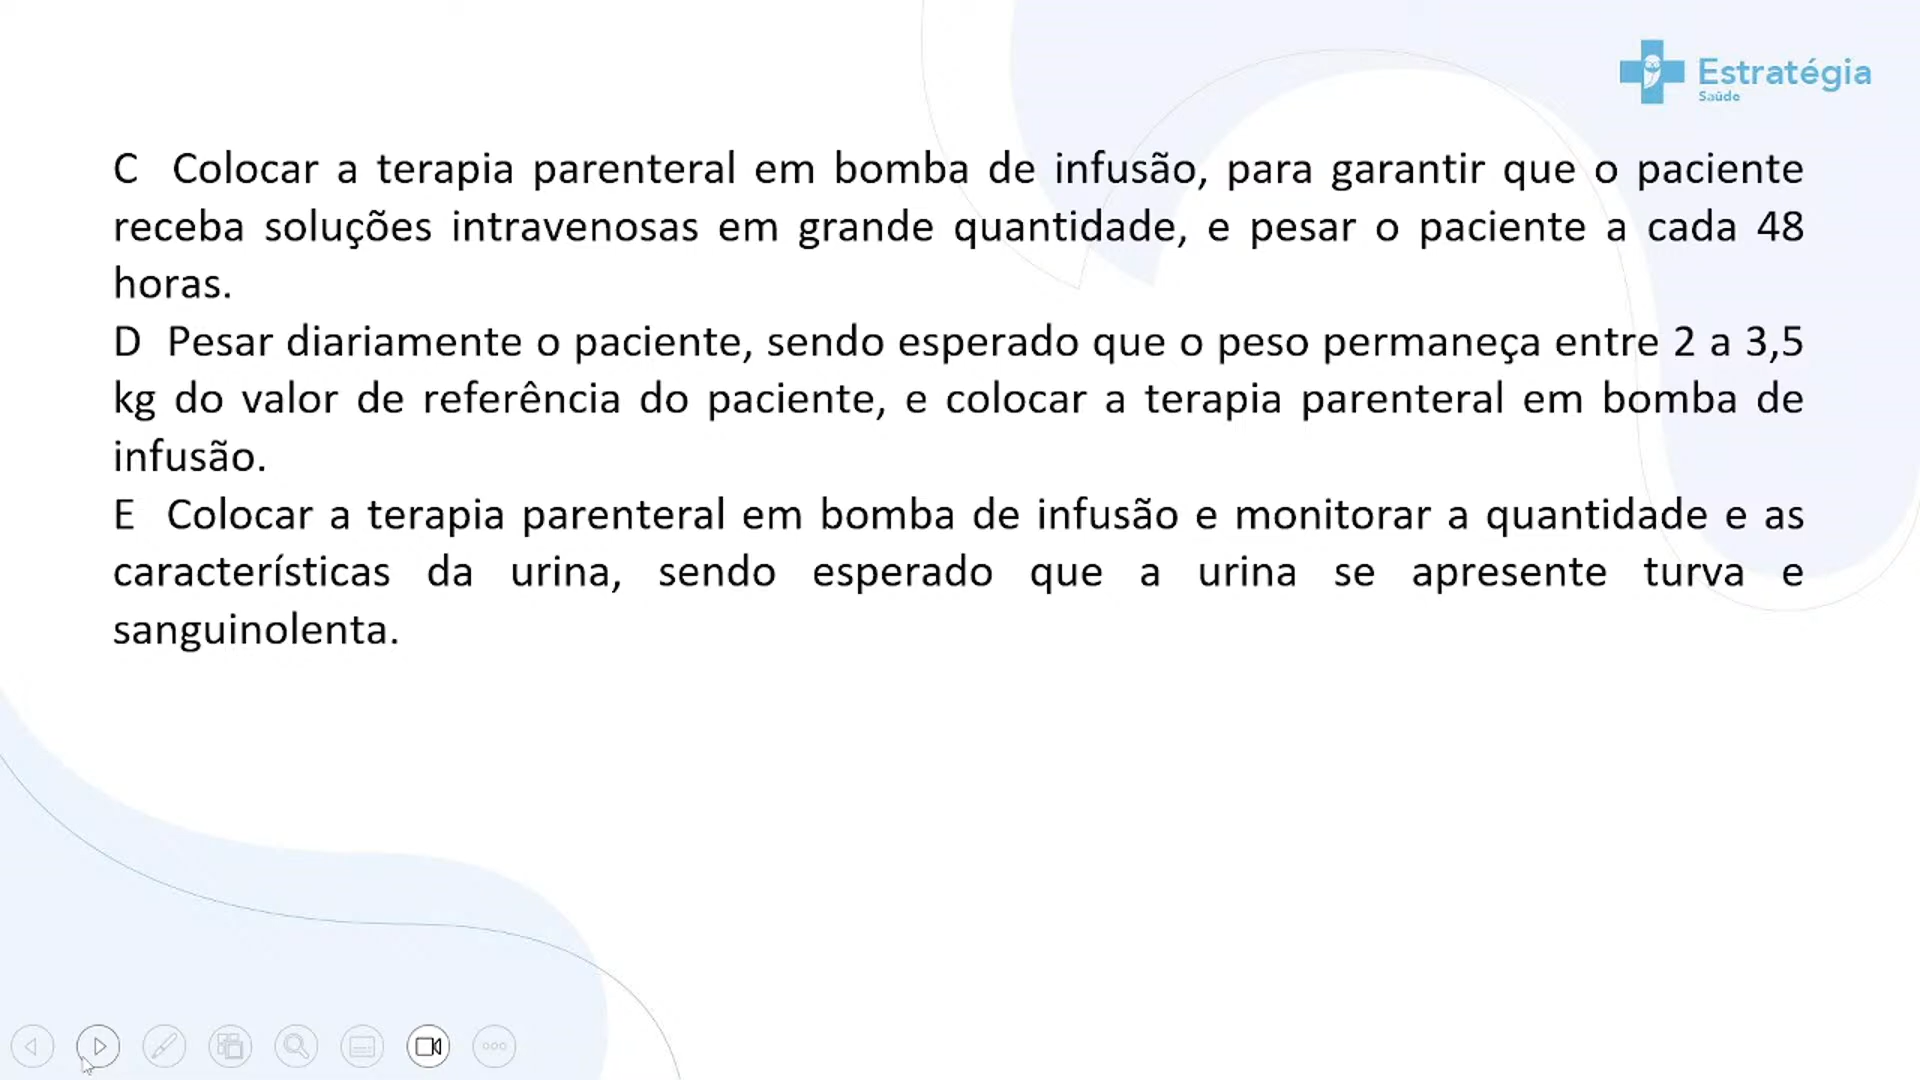 Estratégia
Saúde
C Colocar a terapia parenteral em bomba de infusão, para garantir que o paciente
receba soluções intravenosas em grande quantidade, e pesar o paciente a cada 48
horas.
D Pesar diariamente o paciente, sendo esperado que o peso permaneça entre 2 a 3,5
kg do valor de referência do paciente, e colocar a terapia parenteral em bomba de
infusão.
E Colocar a terapia parenteral em bomba de infusão e monitorar a quantidade e as
características da urina, sendo esperado que a urina se apresente turva e
sanguinolenta.